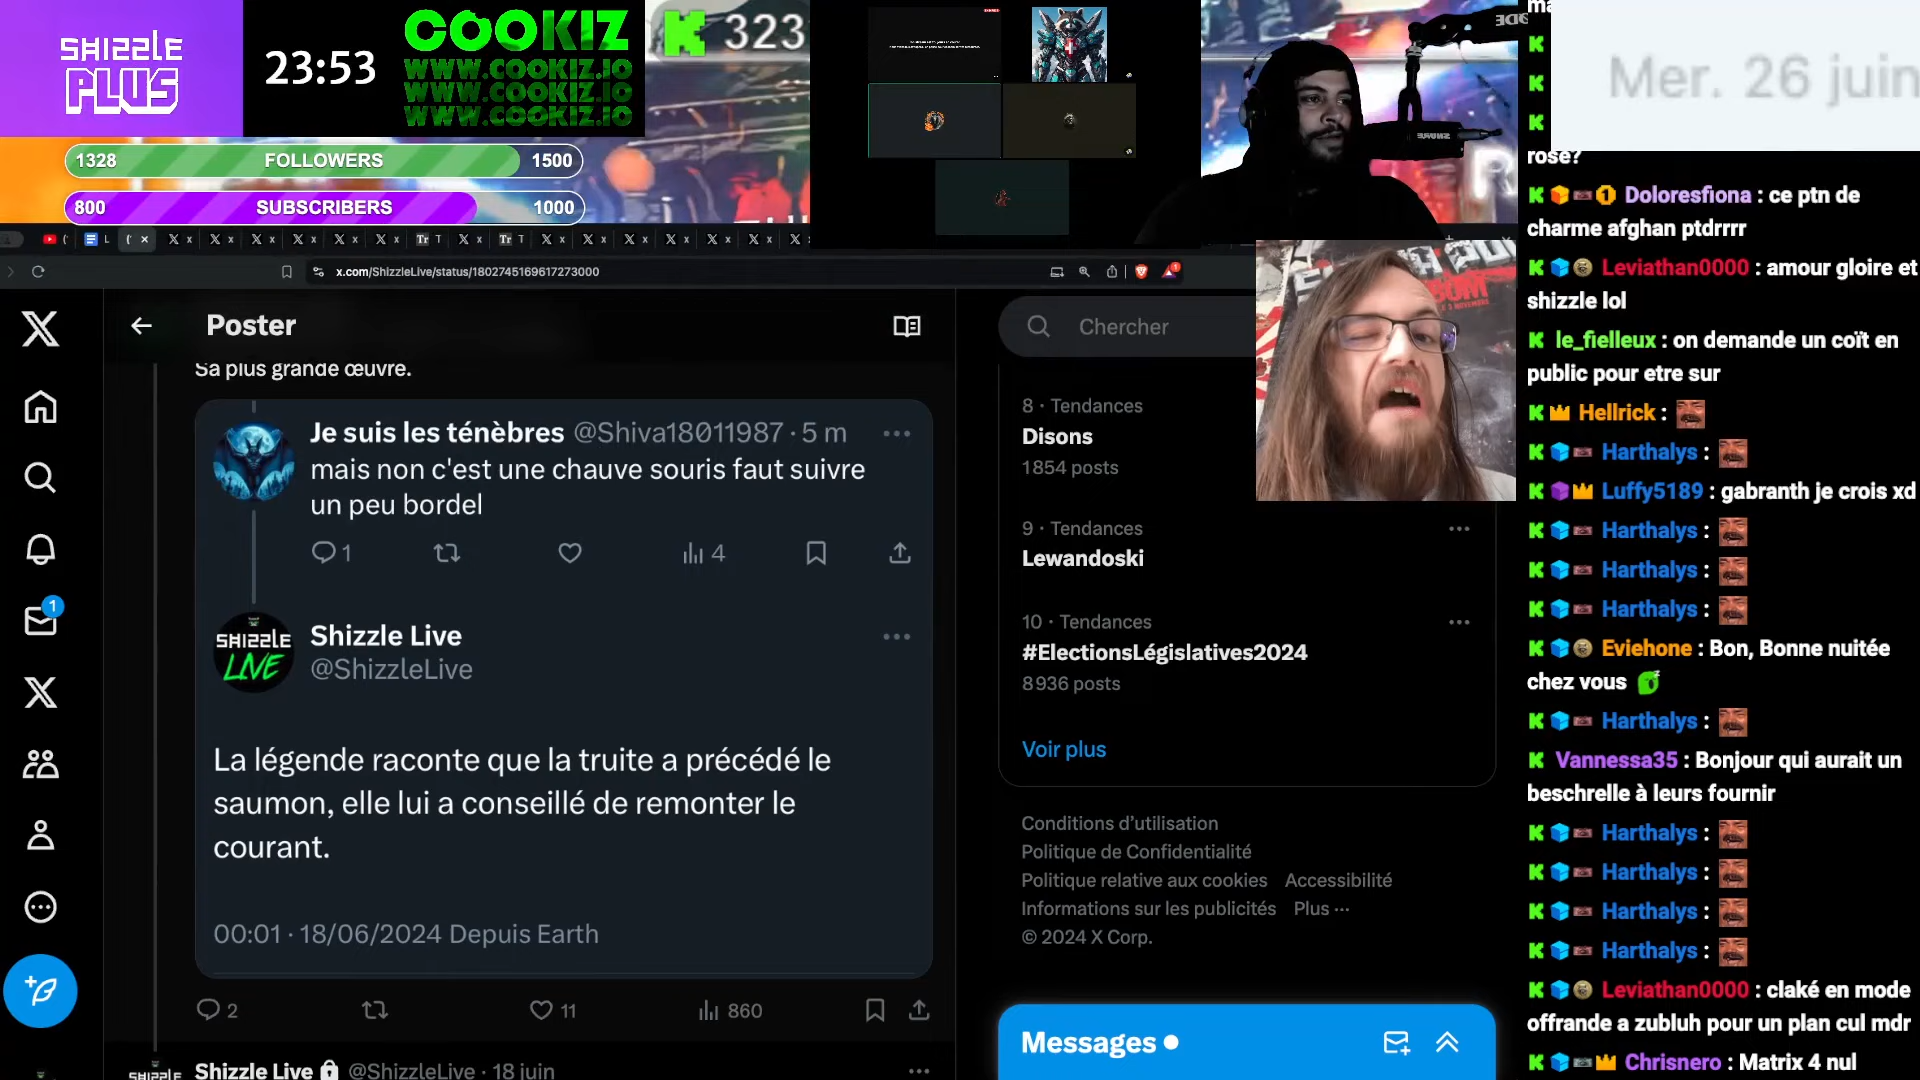 SHIZZLE
PLUS
23:53
COOKIZ
WWW.COOKIZ.IO
WWW.COOKIZ.IO
WWW.COOKIZ.IO
323
1328 FOLLOWERS 1500
800 SUBSCRIBERS 1000
Mer. 26 juin
x.com/ShizzleLive/status/1802745169617273000
Poster
Sa plus grande œuvre.
Je suis les ténèbres @Shiva18011987 · 5 m
mais non c'est une chauve souris faut suivre
un peu bordel
1
4
SHIZZLE
LIVE
Shizzle Live
@ShizzleLive
La légende raconte que la truite a précédé le
saumon, elle lui a conseillé de remonter le
courant.
00:01 · 18/06/2024 Depuis Earth
2
11
860
Shizzle Live @ShizzleLive · 18 juin
1
Chercher
8 · Tendances
Disons
1 854 posts
9 · Tendances
Lewandoski
10 · Tendances
#ElectionsLégislatives2024
8 936 posts
Voir plus
Conditions d’utilisation
Politique de Confidentialité
Politique relative aux cookies Accessibilité
Informations sur les publicités Plus ···
© 2024 X Corp.
Messages
rose?
Doloresfiona : ce ptn de
charme afghan ptdrrrr
Leviathan0000 : amour gloire et
shizzle lol
le_fielleux : on demande un coït en
public pour etre sur
Hellrick :
Harthalys :
Luffy5189 : gabranth je crois xd
Harthalys :
Harthalys :
Harthalys :
Eviehone : Bon, Bonne nuitée
chez vous
Harthalys :
Vannessa35 : Bonjour qui aurait un
beschrelle à leurs fournir
Harthalys :
Harthalys :
Harthalys :
Harthalys :
Leviathan0000 : claké en mode
offrande a zubluh pour un plan cul mdr
Chrisnero : Matrix 4 nul